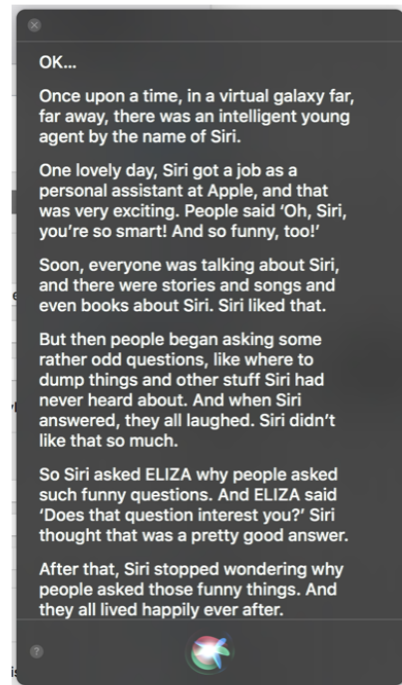 OK...
Once upon a time, in a virtual galaxy far,
far away, there was an intelligent young
agent by the name of Siri.
One lovely day, Siri got a job as a
personal assistant at Apple, and that
was very exciting. People said ‘Oh, Siri,
you’re so smart! And so funny, too!’
Soon, everyone was talking about Siri,
and there were stories and songs and
even books about Siri. Siri liked that.
But then people began asking some
rather odd questions, like where to
dump things and other stuff Siri had
never heard about. And when Siri
answered, they all laughed. Siri didn’t
like that so much.
So Siri asked ELIZA why people asked
such funny questions. And ELIZA said
‘Does that question interest you?’ Siri
thought that was a pretty good answer.
After that, Siri stopped wondering why
people asked those funny things. And
they all lived happily ever after.
?